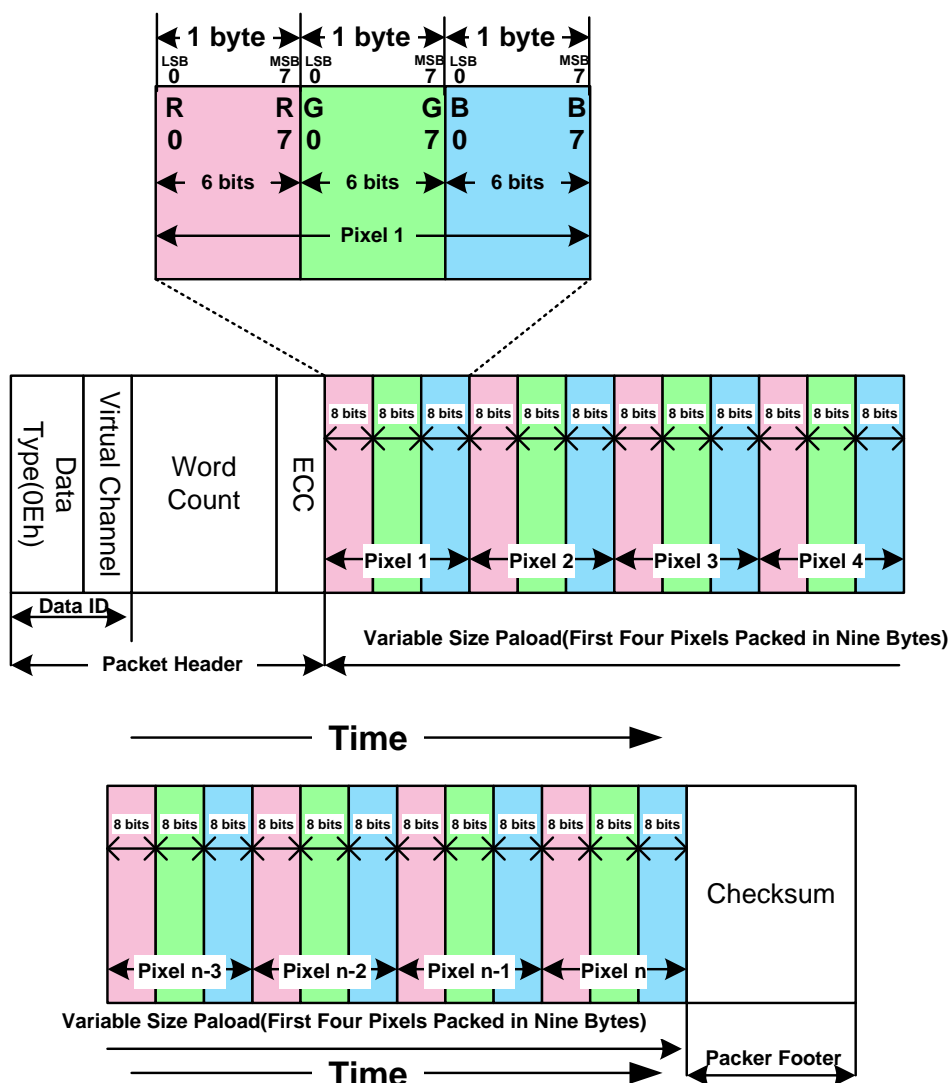 1 byte 1 byte 1 byte
LSB MSB LSB MSB LSB MSB
0 7 0 7 0 7
R R G G B B
0 7 0 7 0 7
6 bits 6 bits 6 bits
Pixel 1
Data Type(0Eh)
Virtual Channel
Word Count
ECC
8 bits 8 bits 8 bits 8 bits 8 bits 8 bits 8 bits 8 bits 8 bits 8 bits 8 bits 8 bits
Pixel 1 Pixel 2 Pixel 3 Pixel 4
Data ID
Variable Size Paload(First Four Pixels Packed in Nine Bytes)
Packet Header
Time
8 bits 8 bits 8 bits 8 bits 8 bits 8 bits 8 bits 8 bits 8 bits 8 bits 8 bits 8 bits
Checksum
Pixel n-3 Pixel n-2 Pixel n-1 Pixel n
Variable Size Paload(First Four Pixels Packed in Nine Bytes)
Packer Footer
Time